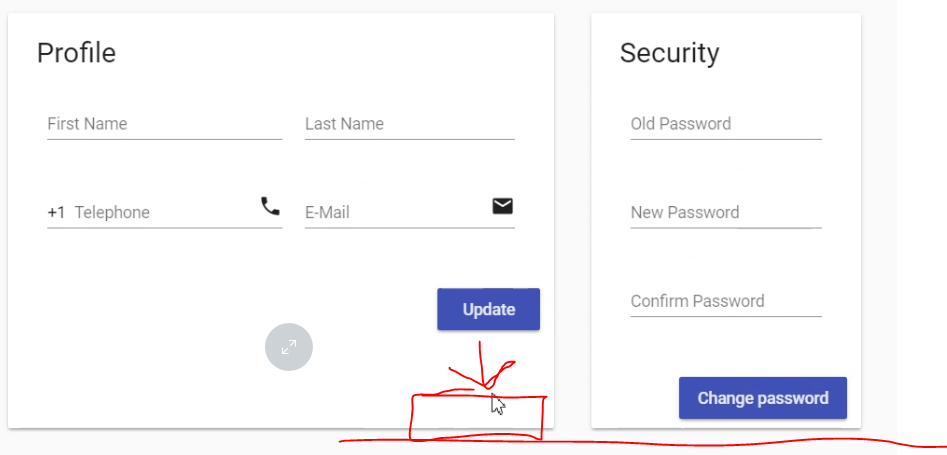 Profile
First Name
Last Name
+1 Telephone
E-Mail
Update
Security
Old Password
New Password
Confirm Password
Change password